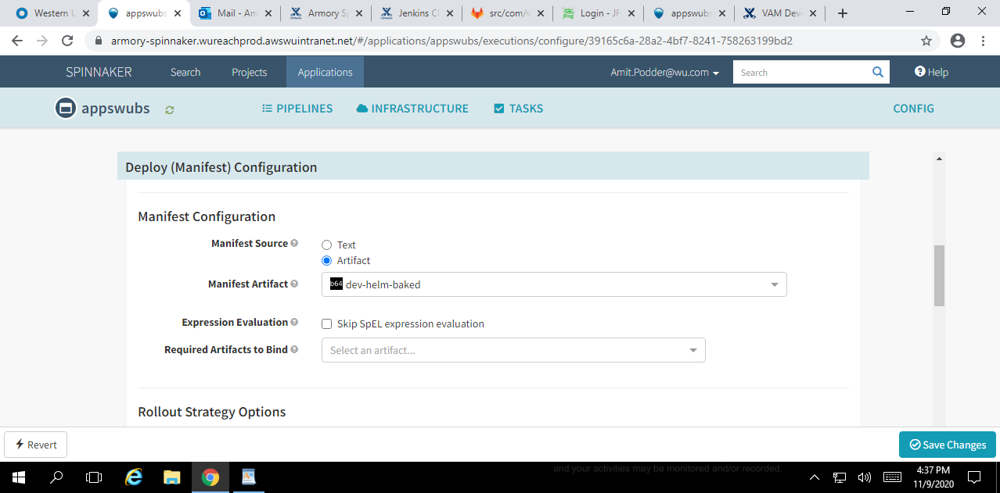 Western U
appswubs
Mail - Am
Armory Sp
Jenkins Cl
src/com/w
Login - JF
appswubs
VAM Deve
armory-spinnaker.wureachprod.awswuintranet.net/#/applications/appswubs/executions/configure/39165c6a-28a2-4bf7-8241-758263199bd2
SPINNAKER Search Projects Applications Amit.Podder@wu.com Search Help
appswubs PIPELINES INFRASTRUCTURE TASKS CONFIG
Deploy (Manifest) Configuration
Manifest Configuration
Manifest Source Text
Artifact
Manifest Artifact b64 dev-helm-baked
Expression Evaluation Skip SpEL expression evaluation
Required Artifacts to Bind Select an artifact...
Rollout Strategy Options
Revert Save Changes
and your activities may be monitored and/or recorded.
4:37 PM
11/9/2020